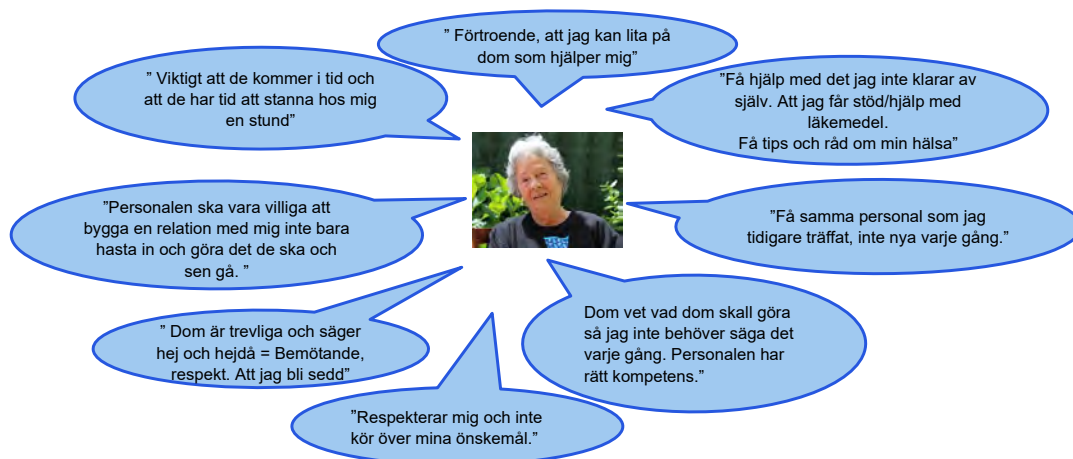 ” Förtroende, att jag kan lita på
dom som hjälper mig”
” Viktigt att de kommer i tid och
att de har tid att stanna hos mig
en stund”
”Få hjälp med det jag inte klarar av
själv. Att jag får stöd/hjälp med
läkemedel.
Få tips och råd om min hälsa”
”Personalen ska vara villiga att
bygga en relation med mig inte bara
hasta in och göra det de ska och
sen gå. ”
”Få samma personal som jag
tidigare träffat, inte nya varje gång.”
” Dom är trevliga och säger
hej och hejdå = Bemötande,
respekt. Att jag bli sedd”
Dom vet vad dom skall göra
så jag inte behöver säga det
varje gång. Personalen har
rätt kompetens.”
”Respekterar mig och inte
kör över mina önskemål.”